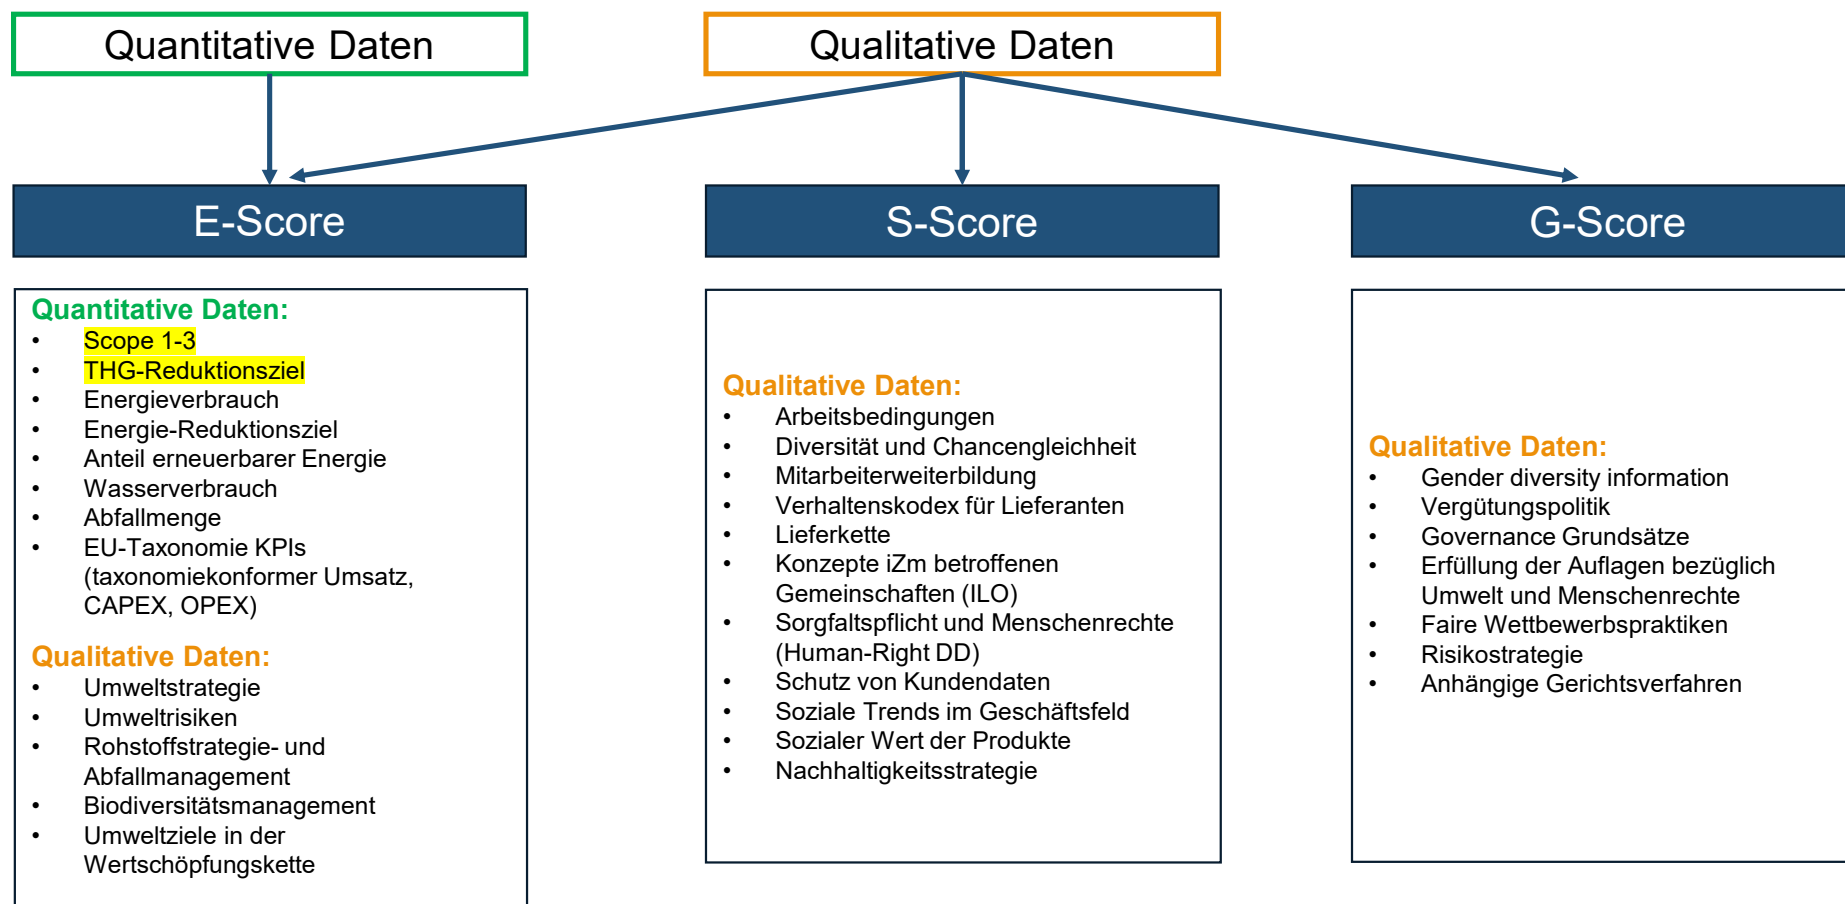 Quantitative Daten
Qualitative Daten
E-Score
S-Score
G-Score
Quantitative Daten:
• Scope 1-3
• THG-Reduktionsziel
• Energieverbrauch
• Energie-Reduktionsziel
• Anteil erneuerbarer Energie
• Wasserverbrauch
• Abfallmenge
• EU-Taxonomie KPIs
(taxonomiekonformer Umsatz,
CAPEX, OPEX)
Qualitative Daten:
• Umweltstrategie
• Umweltrisiken
• Rohstoffstrategie- und
Abfallmanagement
• Biodiversitätsmanagement
• Umweltziele in der
Wertschöpfungskette
Qualitative Daten:
• Arbeitsbedingungen
• Diversität und Chancengleichheit
• Mitarbeiterweiterbildung
• Verhaltenskodex für Lieferanten
• Lieferkette
• Konzepte iZm betroffenen
Gemeinschaften (ILO)
• Sorgfaltspflicht und Menschenrechte
(Human-Right DD)
• Schutz von Kundendaten
• Soziale Trends im Geschäftsfeld
• Sozialer Wert der Produkte
• Nachhaltigkeitsstrategie
Qualitative Daten:
• Gender diversity information
• Vergütungspolitik
• Governance Grundsätze
• Erfüllung der Auflagen bezüglich
Umwelt und Menschenrechte
• Faire Wettbewerbspraktiken
• Risikostrategie
• Anhängige Gerichtsverfahren